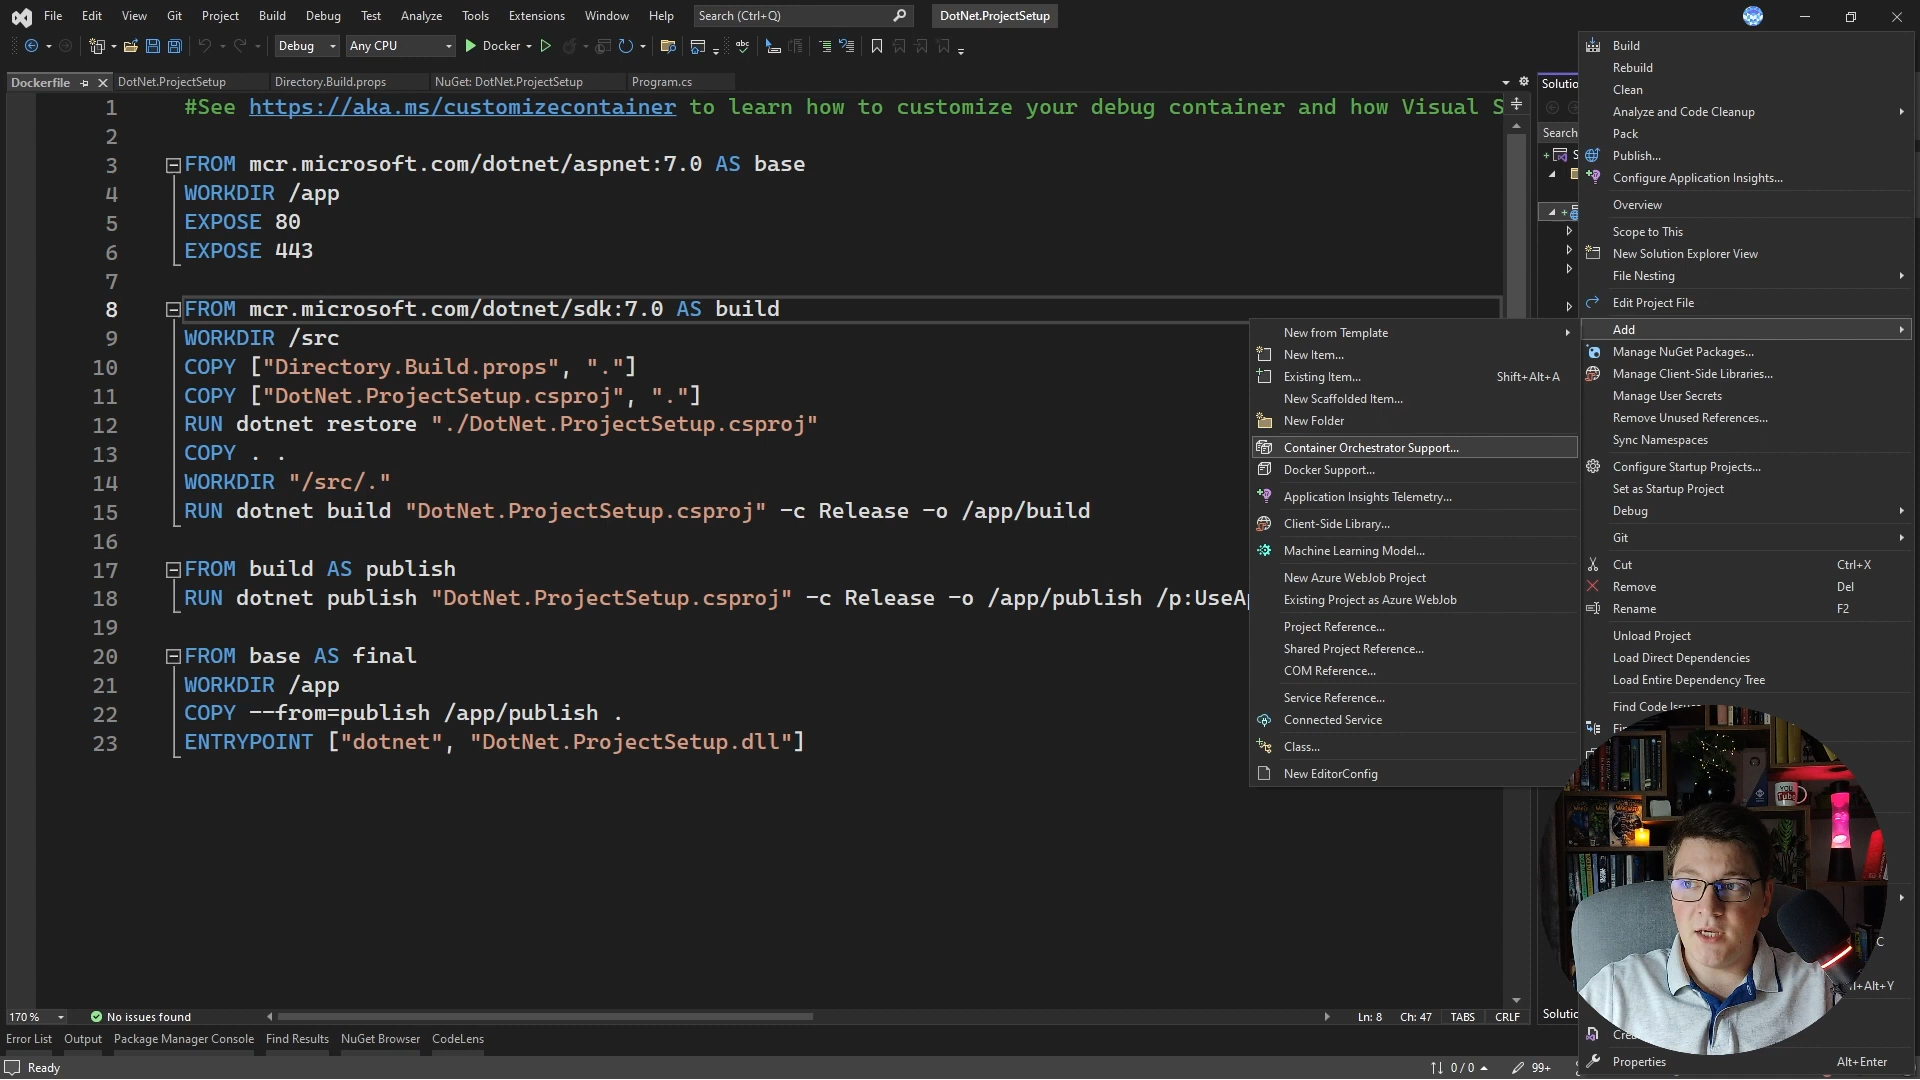 File Edit View Git Project Build Debug Test Analyze Tools Extensions Window Help Search (Ctrl+Q) DotNet.ProjectSetup
Debug Any CPU Docker
Dockerfile DotNet.ProjectSetup Directory.Build.props NuGet: DotNet.ProjectSetup Program.cs
1 #See https://aka.ms/customizecontainer to learn how to customize your debug container and how Visual S
2
3 FROM mcr.microsoft.com/dotnet/aspnet:7.0 AS base
4 WORKDIR /app
5 EXPOSE 80
6 EXPOSE 443
7
8 FROM mcr.microsoft.com/dotnet/sdk:7.0 AS build
9 WORKDIR /src
10 COPY ["Directory.Build.props", "."]
11 COPY ["DotNet.ProjectSetup.csproj", "."]
12 RUN dotnet restore "./DotNet.ProjectSetup.csproj"
13 COPY . .
14 WORKDIR "/src/."
15 RUN dotnet build "DotNet.ProjectSetup.csproj" -c Release -o /app/build
16
17 FROM build AS publish
18 RUN dotnet publish "DotNet.ProjectSetup.csproj" -c Release -o /app/publish /p:UseAp
19
20 FROM base AS final
21 WORKDIR /app
22 COPY --from=publish /app/publish .
23 ENTRYPOINT ["dotnet", "DotNet.ProjectSetup.dll"]
New from Template
New Item...
Existing Item... Shift+Alt+A
New Scaffolded Item...
New Folder
Container Orchestrator Support...
Docker Support...
Application Insights Telemetry...
Client-Side Library...
Machine Learning Model...
New Azure WebJob Project
Existing Project as Azure WebJob
Project Reference...
Shared Project Reference...
COM Reference...
Service Reference...
Connected Service
Class...
New EditorConfig
Solutio
Search
S
Build
Rebuild
Clean
Analyze and Code Cleanup
Pack
Publish...
Configure Application Insights...
Overview
Scope to This
New Solution Explorer View
File Nesting
Edit Project File
Add
Manage NuGet Packages...
Manage Client-Side Libraries...
Manage User Secrets
Remove Unused References...
Sync Namespaces
Configure Startup Projects...
Set as Startup Project
Debug
Git
Cut Ctrl+X
Remove Del
Rename F2
Unload Project
Load Direct Dependencies
Load Entire Dependency Tree
Find Code Issu
Fi
You Tube
C
l+Alt+Y
Cre
Properties Alt+Enter
170 % No issues found Ln: 8 Ch: 47 TABS CRLF Solutio
Error List Output Package Manager Console Find Results NuGet Browser CodeLens
Ready 0 / 0 99+